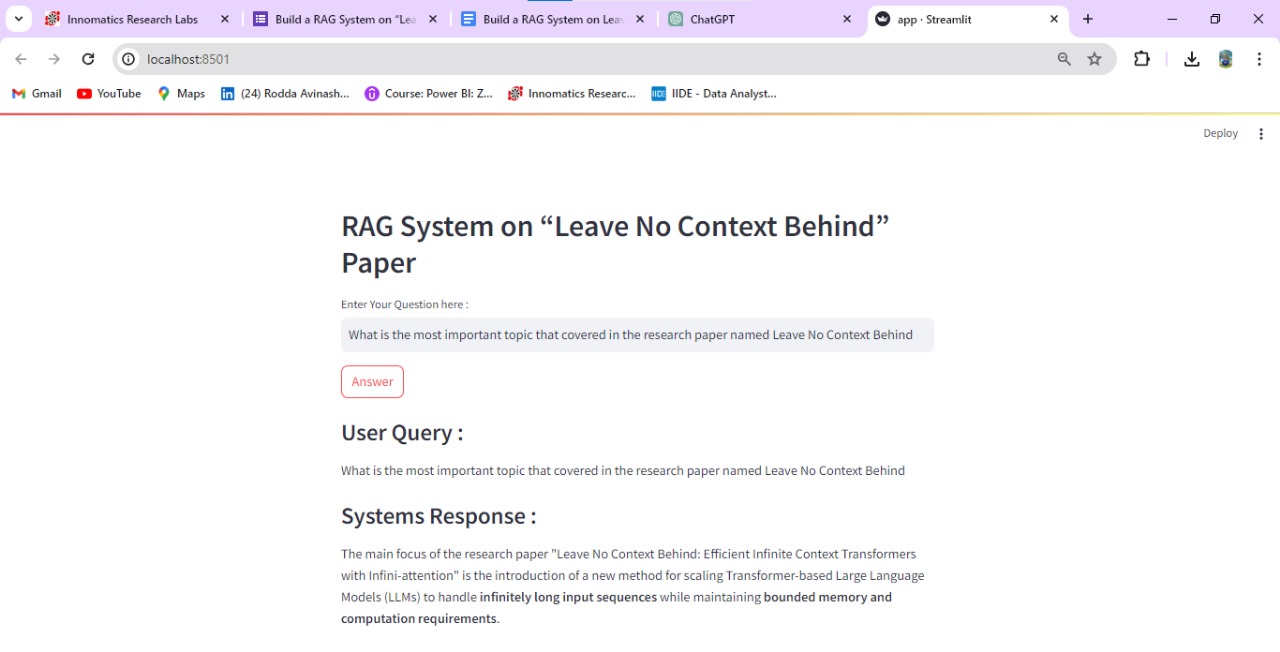 Innomatics Research Labs
Build a RAG System on “Lea
Build a RAG System on Leav
ChatGPT
app · Streamlit
localhost:8501
Gmail
YouTube
Maps
(24) Rodda Avinash...
Course: Power BI: Z...
Innomatics Researc...
IIDE - Data Analyst...
Deploy
RAG System on “Leave No Context Behind”
Paper
Enter Your Question here :
What is the most important topic that covered in the research paper named Leave No Context Behind
Answer
User Query :
What is the most important topic that covered in the research paper named Leave No Context Behind
Systems Response :
The main focus of the research paper "Leave No Context Behind: Efficient Infinite Context Transformers
with Infini-attention" is the introduction of a new method for scaling Transformer-based Large Language
Models (LLMs) to handle infinitely long input sequences while maintaining bounded memory and
computation requirements.